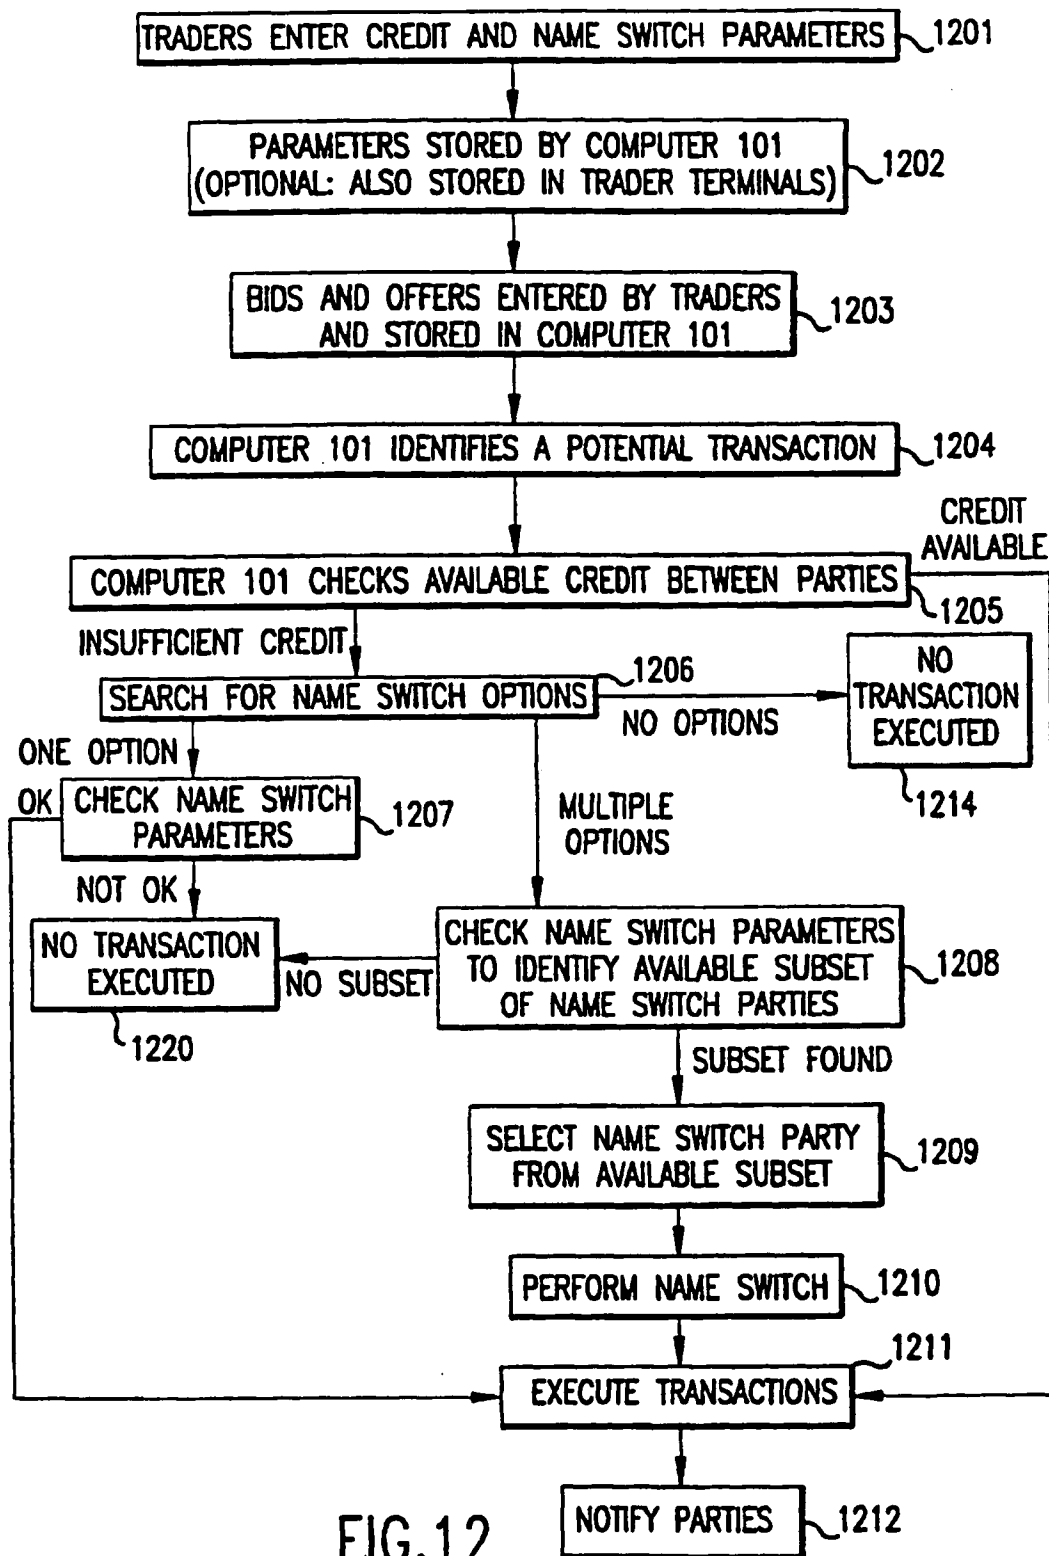 TRADERS ENTER CREDIT AND NAME SWITCH PARAMETERS
1201
PARAMETERS STORED BY COMPUTER 101
(OPTIONAL: ALSO STORED IN TRADER TERMINALS)
1202
BIDS AND OFFERS ENTERED BY TRADERS
AND STORED IN COMPUTER 101
1203
COMPUTER 101 IDENTIFIES A POTENTIAL TRANSACTION
1204
CREDIT
AVAILABLE
COMPUTER 101 CHECKS AVAILABLE CREDIT BETWEEN PARTIES
1205
INSUFFICIENT CREDIT
SEARCH FOR NAME SWITCH OPTIONS
1206
NO OPTIONS
NO
TRANSACTION
EXECUTED
1214
ONE OPTION
OK
CHECK NAME SWITCH
PARAMETERS
1207
MULTIPLE
OPTIONS
NOT OK
NO TRANSACTION
EXECUTED
1220
NO SUBSET
CHECK NAME SWITCH PARAMETERS
TO IDENTIFY AVAILABLE SUBSET
OF NAME SWITCH PARTIES
1208
SUBSET FOUND
SELECT NAME SWITCH PARTY
FROM AVAILABLE SUBSET
1209
PERFORM NAME SWITCH
1210
1211
EXECUTE TRANSACTIONS
NOTIFY PARTIES
1212
FIG.12